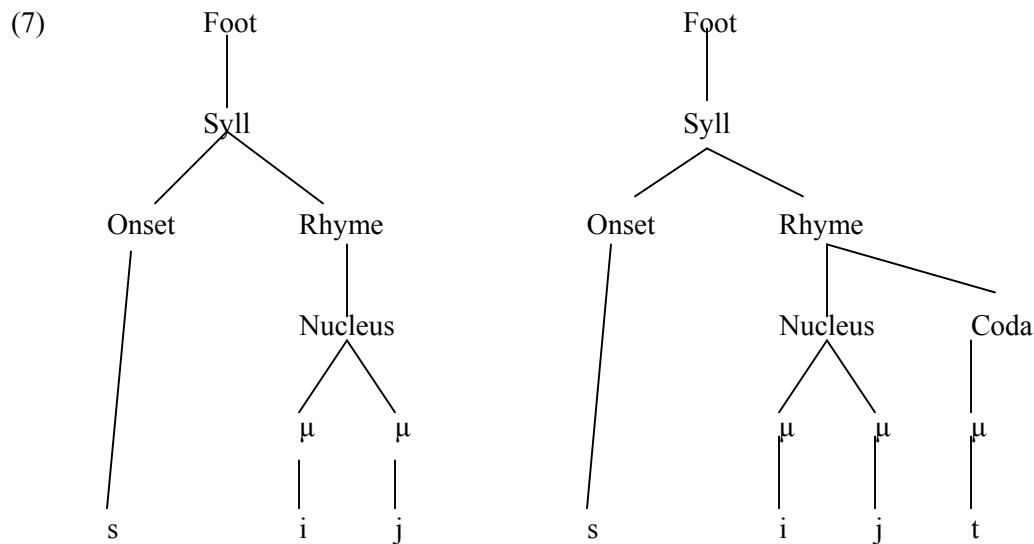 (7) Foot Foot
Syll Syll
Onset Rhyme Onset Rhyme
Nucleus Nucleus Coda
μ μ μ μ μ
s i j s i j t